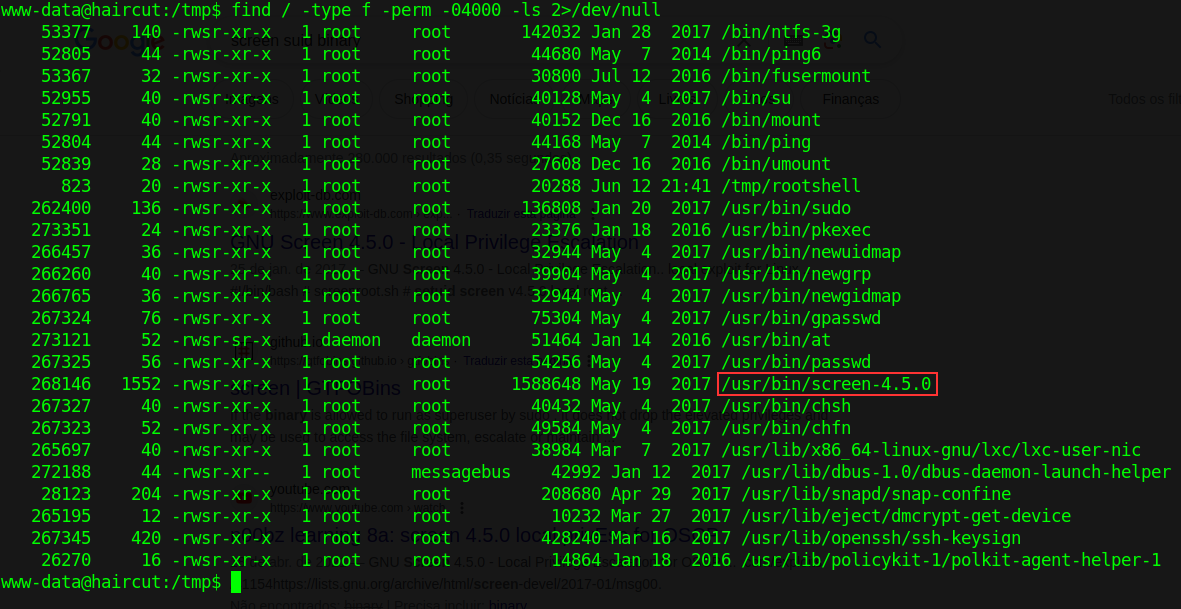 www-data@haircut:/tmp$ find / -type f -perm -04000 -ls 2>/dev/null
53377 140 -rwsr-xr-x 1 root root 142032 Jan 28 2017 /bin/ntfs-3g
52805 44 -rwsr-xr-x 1 root root 44680 May 7 2014 /bin/ping6
53367 32 -rwsr-xr-x 1 root root 30800 Jul 12 2016 /bin/fusermount
52955 40 -rwsr-xr-x 1 root root 40128 May 4 2017 /bin/su
52791 40 -rwsr-xr-x 1 root root 40152 Dec 16 2016 /bin/mount
52804 44 -rwsr-xr-x 1 root root 44168 May 7 2014 /bin/ping
52839 28 -rwsr-xr-x 1 root root 27608 Dec 16 2016 /bin/umount
823 20 -rwsr-xr-x 1 root root 20288 Jun 12 21:41 /tmp/rootshell
262400 136 -rwsr-xr-x 1 root root 136808 Jan 20 2017 /usr/bin/sudo
273351 24 -rwsr-xr-x 1 root root 23376 Jan 18 2016 /usr/bin/pkexec
266457 36 -rwsr-xr-x 1 root root 32944 May 4 2017 /usr/bin/newuidmap
266260 40 -rwsr-xr-x 1 root root 39904 May 4 2017 /usr/bin/newgrp
266765 36 -rwsr-xr-x 1 root root 32944 May 4 2017 /usr/bin/newgidmap
267324 76 -rwsr-xr-x 1 root root 75304 May 4 2017 /usr/bin/gpasswd
273121 52 -rwsr-sr-x 1 daemon daemon 51464 Jan 14 2016 /usr/bin/at
267325 56 -rwsr-xr-x 1 root root 54256 May 4 2017 /usr/bin/passwd
268146 1552 -rwsr-xr-x 1 root root 1588648 May 19 2017 /usr/bin/screen-4.5.0
267327 40 -rwsr-xr-x 1 root root 40432 May 4 2017 /usr/bin/chsh
267323 52 -rwsr-xr-x 1 root root 49584 May 4 2017 /usr/bin/chfn
265697 40 -rwsr-xr-x 1 root root 38984 Mar 7 2017 /usr/lib/x86_64-linux-gnu/lxc/lxc-user-nic
272188 44 -rwsr-xr-- 1 root messagebus 42992 Jan 12 2017 /usr/lib/dbus-1.0/dbus-daemon-launch-helper
28123 204 -rwsr-xr-x 1 root root 208680 Apr 29 2017 /usr/lib/snapd/snap-confine
265195 12 -rwsr-xr-x 1 root root 10232 Mar 27 2017 /usr/lib/eject/dmcrypt-get-device
267345 420 -rwsr-xr-x 1 root root 428240 Mar 16 2017 /usr/lib/openssh/ssh-keysign
26270 16 -rwsr-xr-x 1 root root 14864 Jan 18 2016 /usr/lib/policykit-1/polkit-agent-helper-1
www-data@haircut:/tmp$